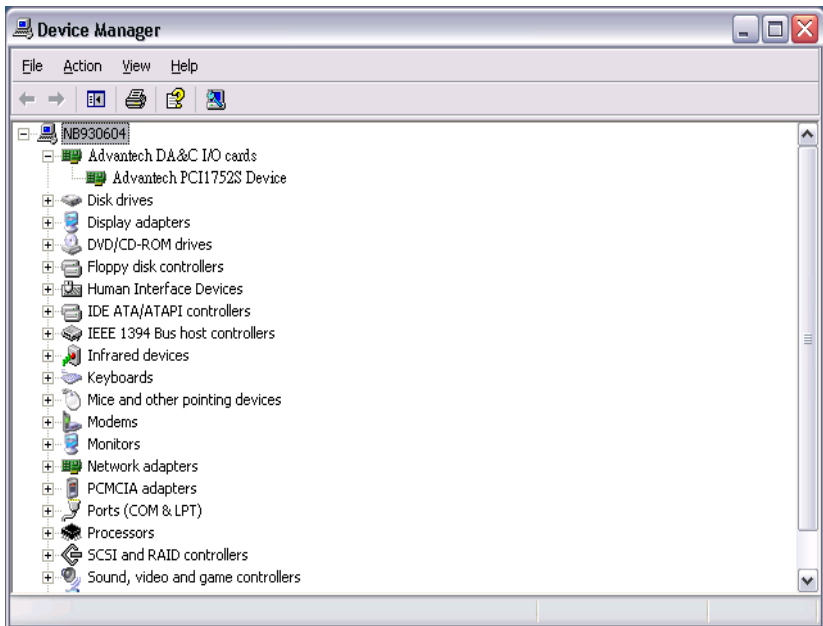 Device Manager
File Action View Help
NB930604
Advantech DA&C I/O cards
Advantech PCI1752S Device
Disk drives
Display adapters
DVD/CD-ROM drives
Floppy disk controllers
Human Interface Devices
IDE ATA/ATAPI controllers
IEEE 1394 Bus host controllers
Infrared devices
Keyboards
Mice and other pointing devices
Modems
Monitors
Network adapters
PCMCIA adapters
Ports (COM & LPT)
Processors
SCSI and RAID controllers
Sound, video and game controllers